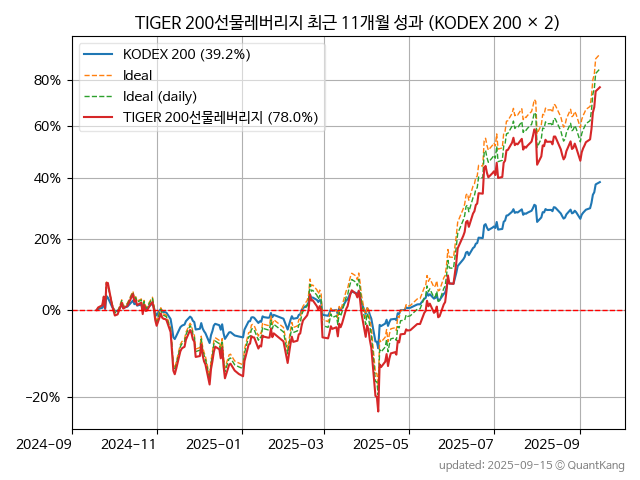 TIGER 200선물레버리지 최근 11개월 성과 (KODEX 200 × 2)
KODEX 200 (39.2%)
Ideal
Ideal (daily)
TIGER 200선물레버리지 (78.0%)
80%
60%
40%
20%
0%
−20%
2024-09
2024-11
2025-01
2025-03
2025-05
2025-07
2025-09
updated: 2025-09-15 ⓒ QuantKang